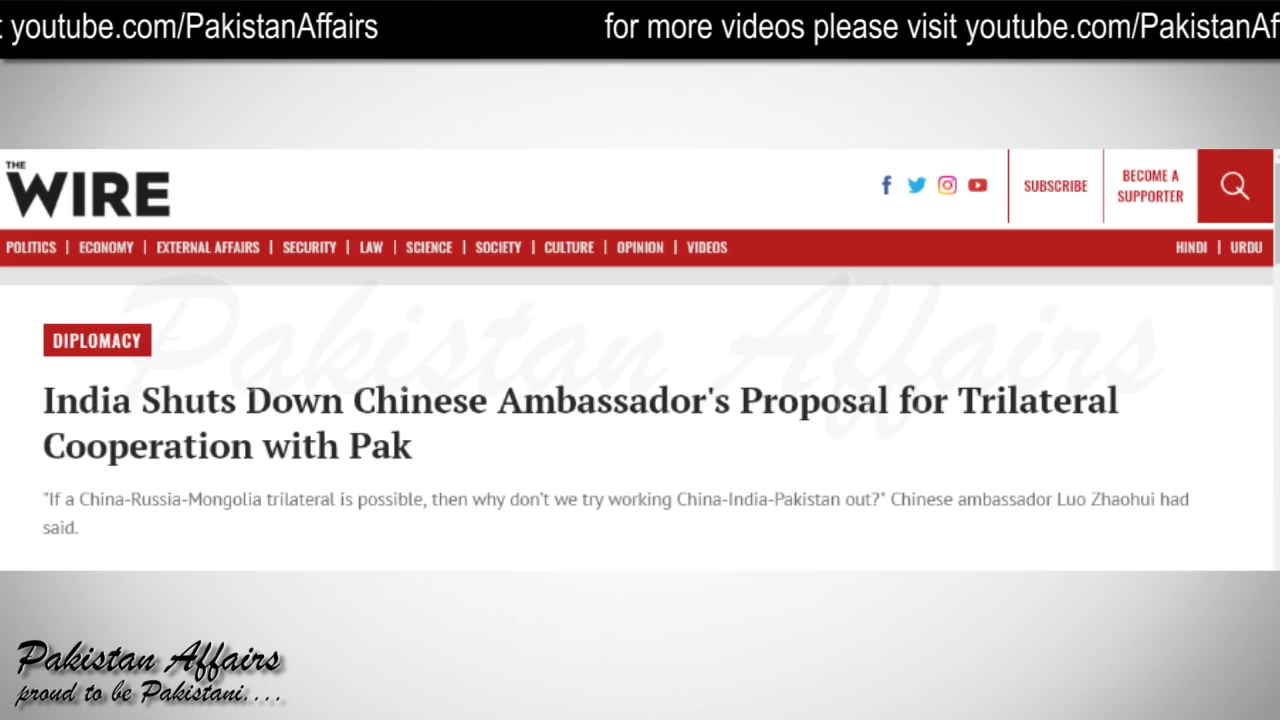 t youtube.com/PakistanAffairs for more videos please visit youtube.com/PakistanAf
THE
WIRE
SUBSCRIBE
BECOME A
SUPPORTER
POLITICS | ECONOMY | EXTERNAL AFFAIRS | SECURITY | LAW | SCIENCE | SOCIETY | CULTURE | OPINION | VIDEOS HINDI | URDU
Pakistan Affairs
DIPLOMACY
India Shuts Down Chinese Ambassador's Proposal for Trilateral
Cooperation with Pak
"If a China-Russia-Mongolia trilateral is possible, then why don't we try working China-India-Pakistan out?" Chinese ambassador Luo Zhaohui had
said.
Pakistan Affairs
proud to be Pakistani....